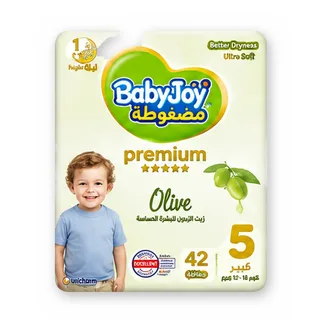 1
ليلة
Night
Better Dryness
Ultra Soft
BabyJoy
مضغوطة
premium
Olive
زيت الزيتون للبشرة الحساسة
EXCELLENT
42
حفاضة
5
كبير
unicharm